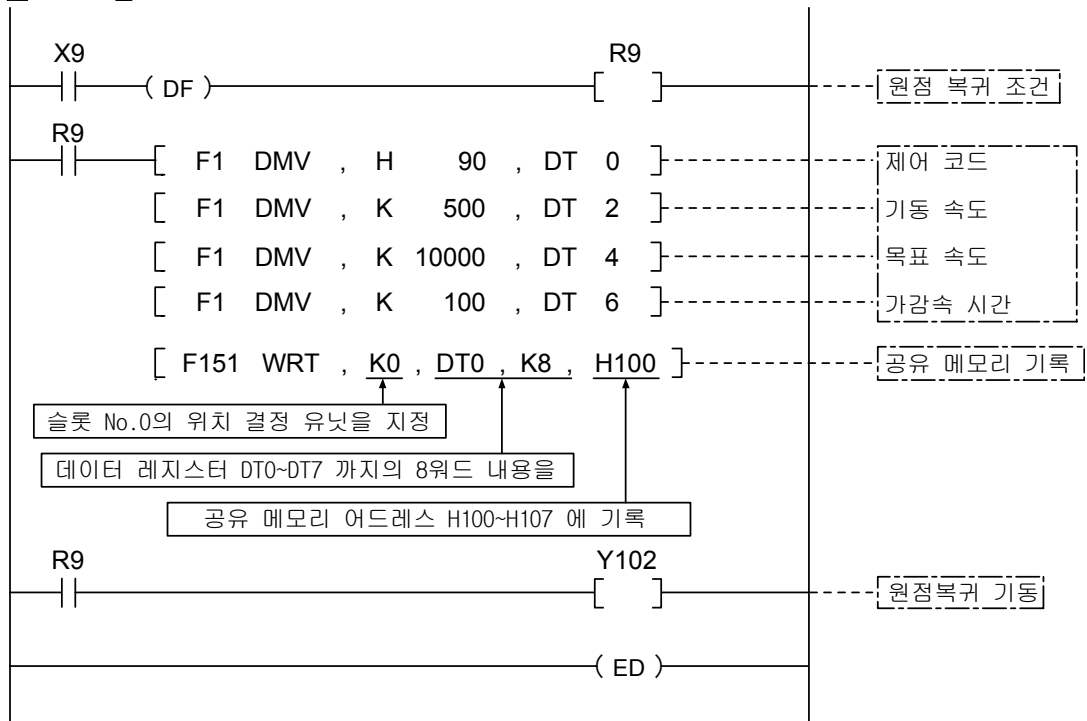 X9 R9
( DF ) [ ] 원점 복귀 조건
R9
[ F1 DMV , H 90 , DT 0 ] 제어 코드
[ F1 DMV , K 500 , DT 2 ] 기동 속도
[ F1 DMV , K 10000 , DT 4 ] 목표 속도
[ F1 DMV , K 100 , DT 6 ] 가감속 시간
[ F151 WRT , K0 , DT0 , K8 , H100 ] 공유 메모리 기록
슬롯 No.0의 위치 결정 유닛을 지정
데이터 레지스터 DT0~DT7 까지의 8워드 내용을
공유 메모리 어드레스 H100~H107 에 기록
R9 Y102
[ ] 원점복귀 기동
( ED )